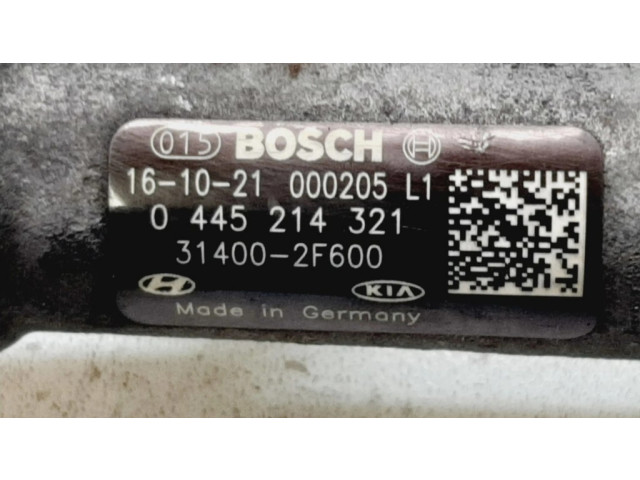 015 BOSCH
16-10-21 000205 L1
0 445 214 321
31400-2F600
KIA
Made in Germany